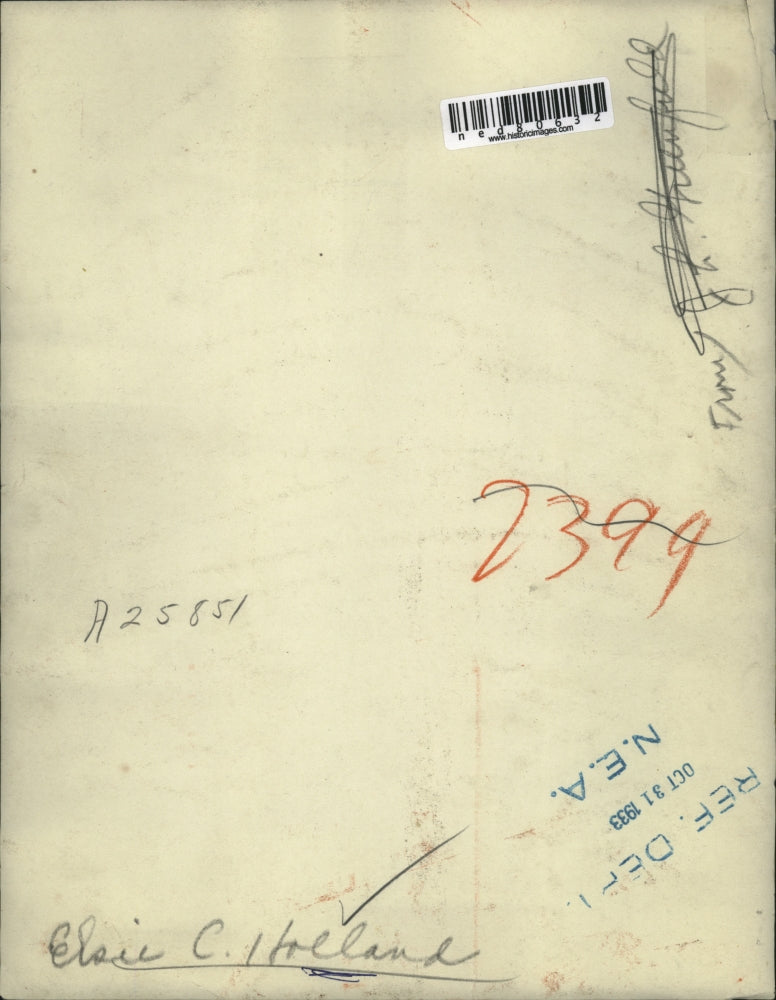 ned80632
www.historicimages.com
2399
A25851
REF. DEPT.
OCT 31 1933
N.E.A.
Elsie C. Holland